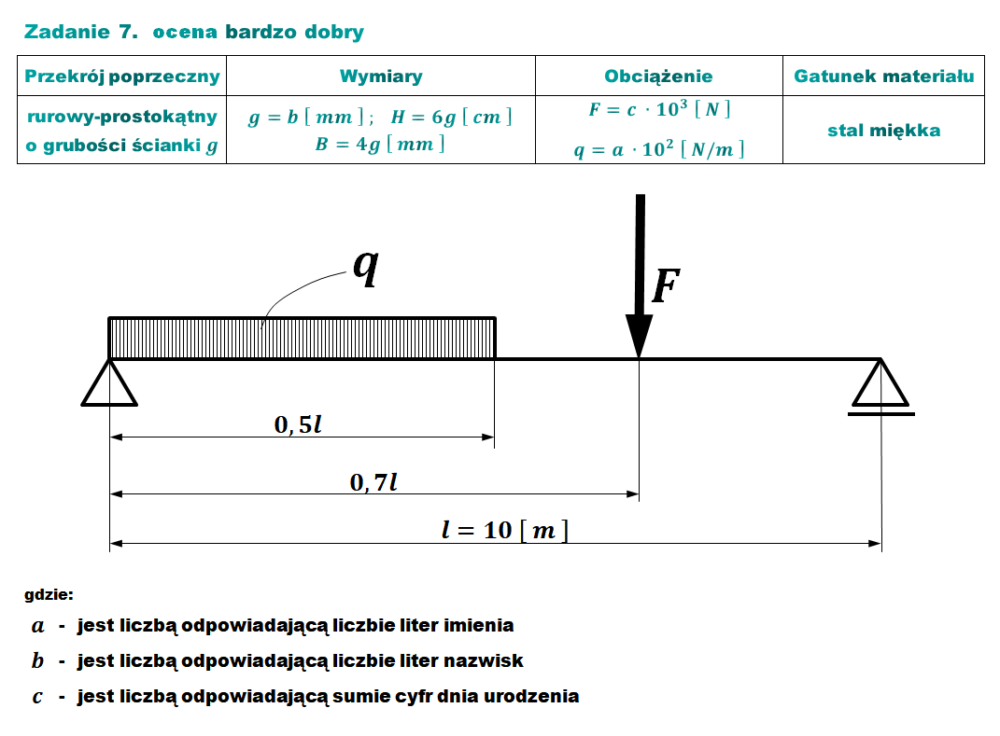 Zadanie 7. ocena bardzo dobry
Przekrój poprzeczny Wymiary Obciążenie Gatunek materiału
rurowy-prostokątny
o grubości ścianki g
g = b [ mm ] ; H = 6g [ cm ]
B = 4g [ mm ]
F = c · 10³ [ N ]
q = a · 10² [ N/m ]
stal miękka
q
F
0,5l
0,7l
l = 10 [ m ]
gdzie:
a - jest liczbą odpowiadającą liczbie liter imienia
b - jest liczbą odpowiadającą liczbie liter nazwisk
c - jest liczbą odpowiadającą sumie cyfr dnia urodzenia